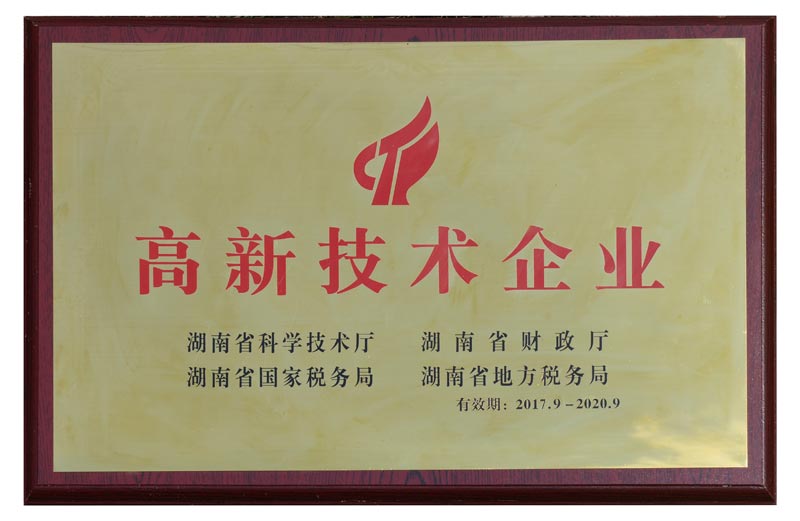 高新技术企业
湖南省科学技术厅 湖南省财政厅
湖南省国家税务局 湖南省地方税务局
有效期：2017.9－2020.9